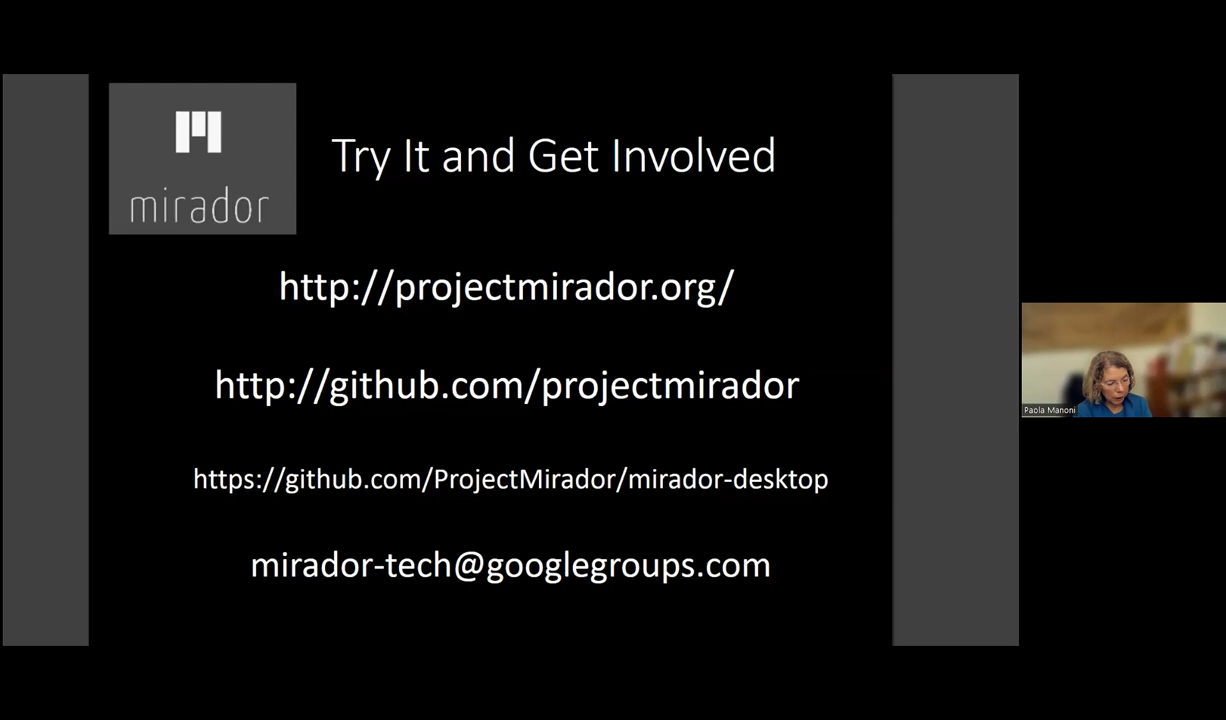 mirador
Try It and Get Involved
http://projectmirador.org/
http://github.com/projectmirador
https://github.com/ProjectMirador/mirador-desktop
mirador-tech@googlegroups.com
Paola Manoni